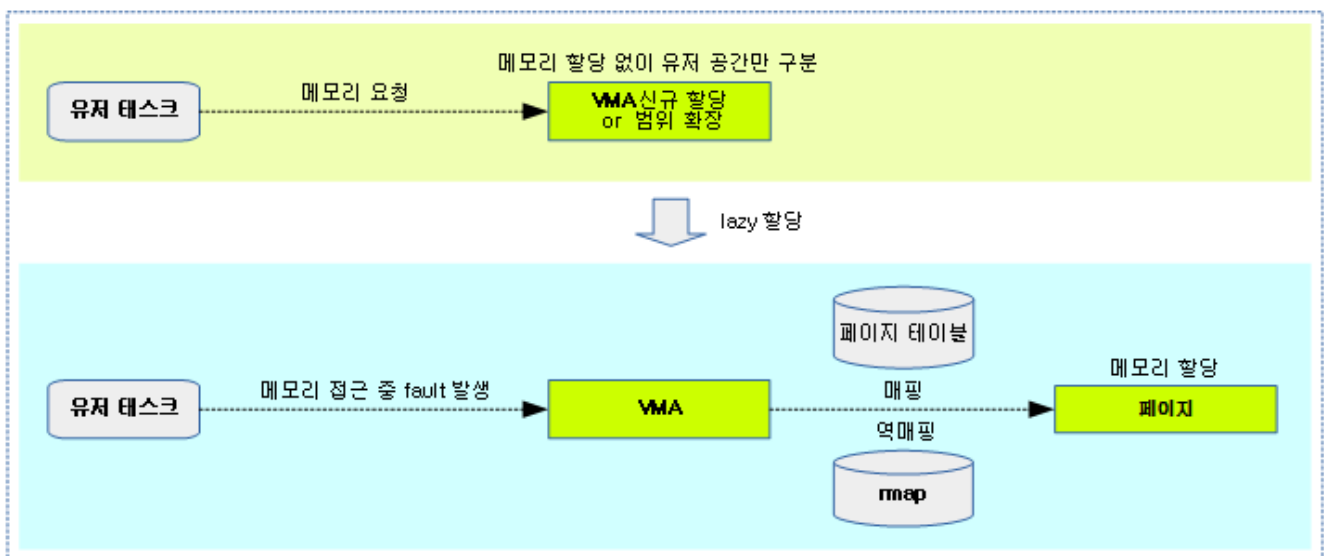 메모리 할당 없이 유저 공간만 구분
유저 태스크
메모리 요청
VMA신규 할당
or 범위 확장
lazy 할당
페이지 테이블
유저 태스크
메모리 접근 중 fault 발생
VMA
매핑
역매핑
메모리 할당
페이지
rmap